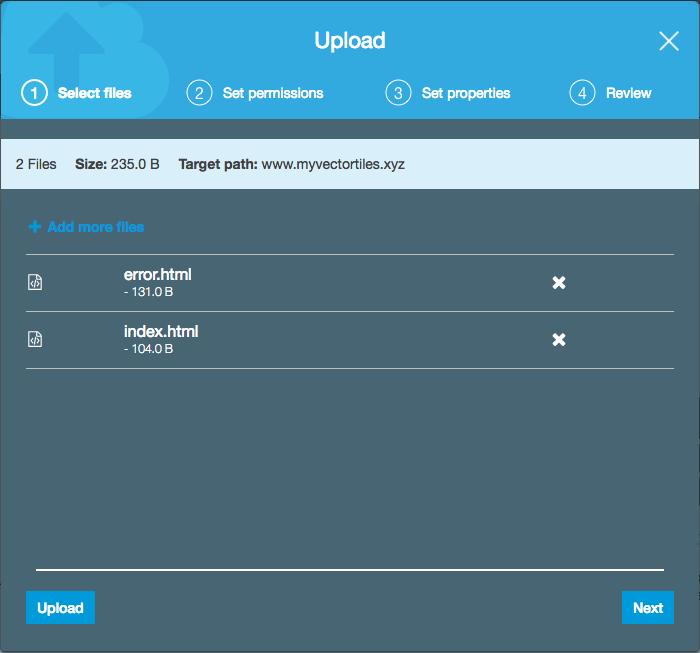 Upload
1 Select files 2 Set permissions 3 Set properties 4 Review
2 Files Size: 235.0 B Target path: www.myvectortiles.xyz
Add more files
error.html
- 131.0 B
index.html
- 104.0 B
Upload Next